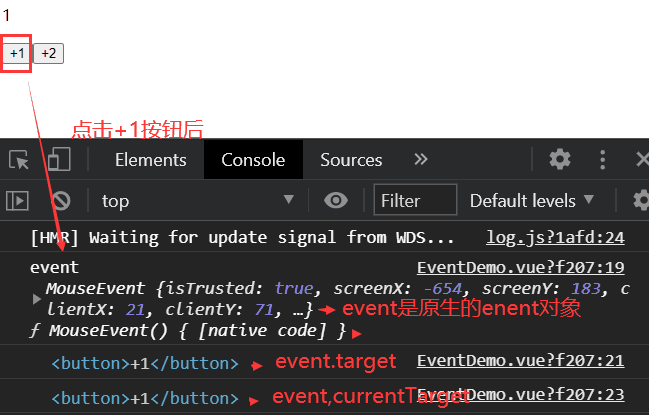 1
+1 +2
点击+1按钮后
Elements Console Sources »
top Filter Default levels
[HMR] Waiting for update signal from WDS... log.js?1afd:24
event EventDemo.vue?f207:19
MouseEvent {isTrusted: true, screenX: -654, screenY: 183, c
lientX: 21, clientY: 71, …} event是原生的enent对象
ƒ MouseEvent() { [native code] }
<button>+1</button> event.target EventDemo.vue?f207:21
<button>+1</button> event,currentTarget EventDemo.vue?f207:23